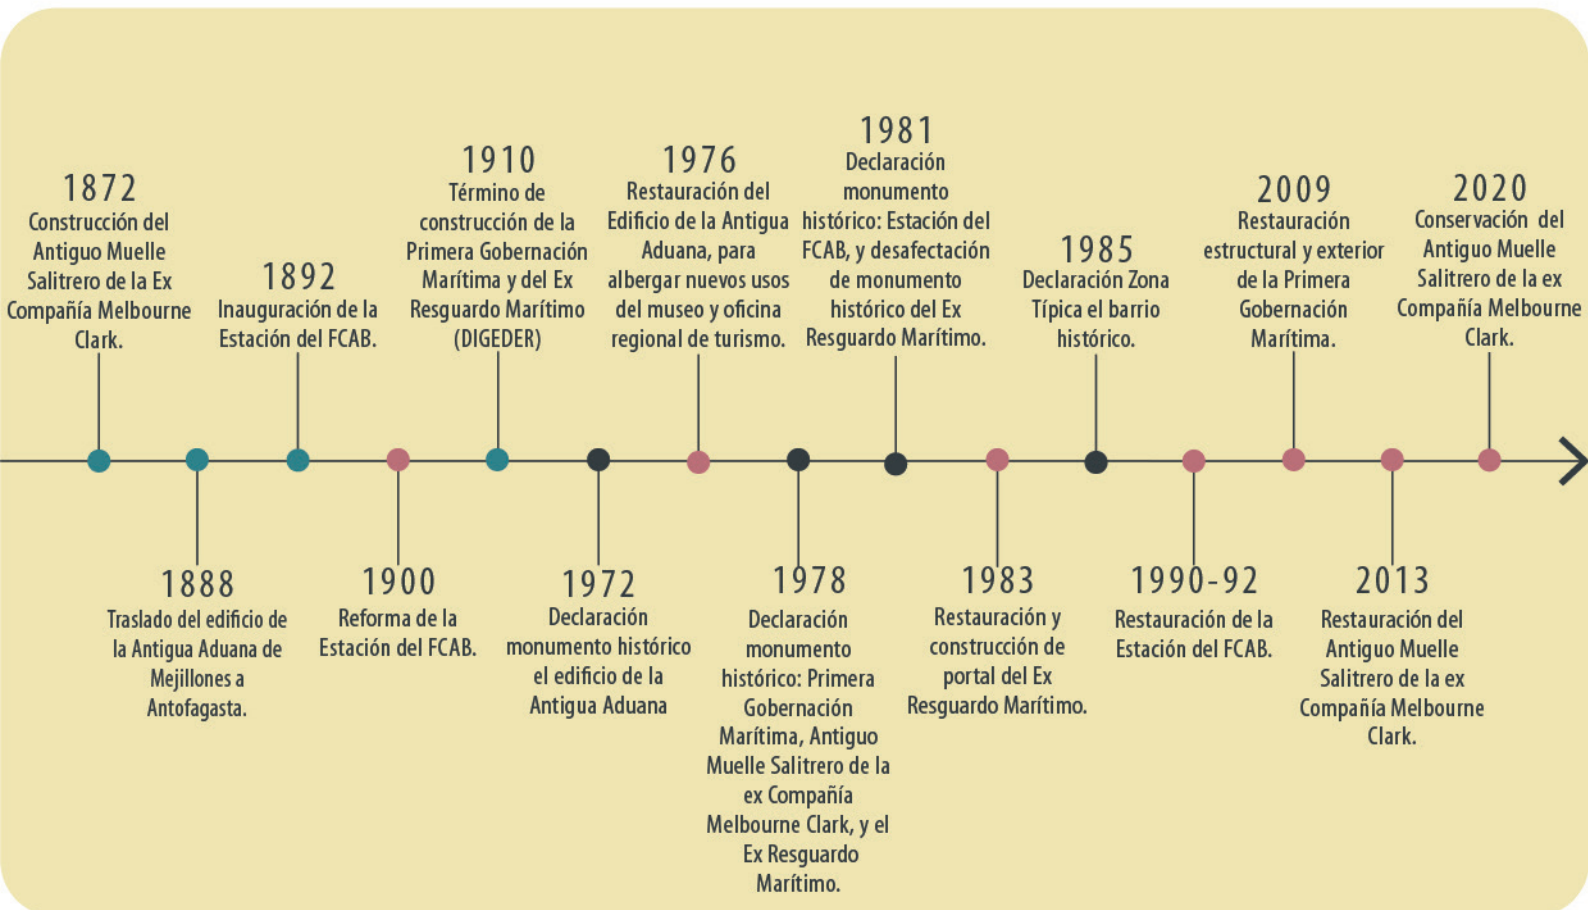 1872
Construcción del
Antiguo Muelle
Salitrero de la Ex
Compañía Melbourne
Clark.
1888
Traslado del edificio de
la Antigua Aduana de
Mejillones a
Antofagasta.
1892
Inauguración de la
Estación del FCAB.
1900
Reforma de la
Estación del FCAB.
1910
Término de
construcción de la
Primera Gobernación
Marítima y del Ex
Resguardo Marítimo
(DIGEDER)
1972
Declaración
monumento histórico
el edificio de la
Antigua Aduana
1976
Restauración del
Edificio de la Antigua
Aduana, para
albergar nuevos usos
del museo y oficina
regional de turismo.
1978
Declaración
monumento
histórico: Primera
Gobernación
Marítima, Antiguo
Muelle Salitrero de la
ex Compañía
Melbourne Clark, y el
Ex Resguardo
Marítimo.
1981
Declaración
monumento
histórico: Estación del
FCAB, y desafectación
de monumento
histórico del Ex
Resguardo Marítimo.
1983
Restauración y
construcción de
portal del Ex
Resguardo Marítimo.
1985
Declaración Zona
Típica el barrio
histórico.
1990-92
Restauración de la
Estación del FCAB.
2009
Restauración
estructural y exterior
de la Primera
Gobernación
Marítima.
2013
Restauración del
Antiguo Muelle
Salitrero de la ex
Compañía Melbourne
Clark.
2020
Conservación del
Antiguo Muelle
Salitrero de la ex
Compañía Melbourne
Clark.